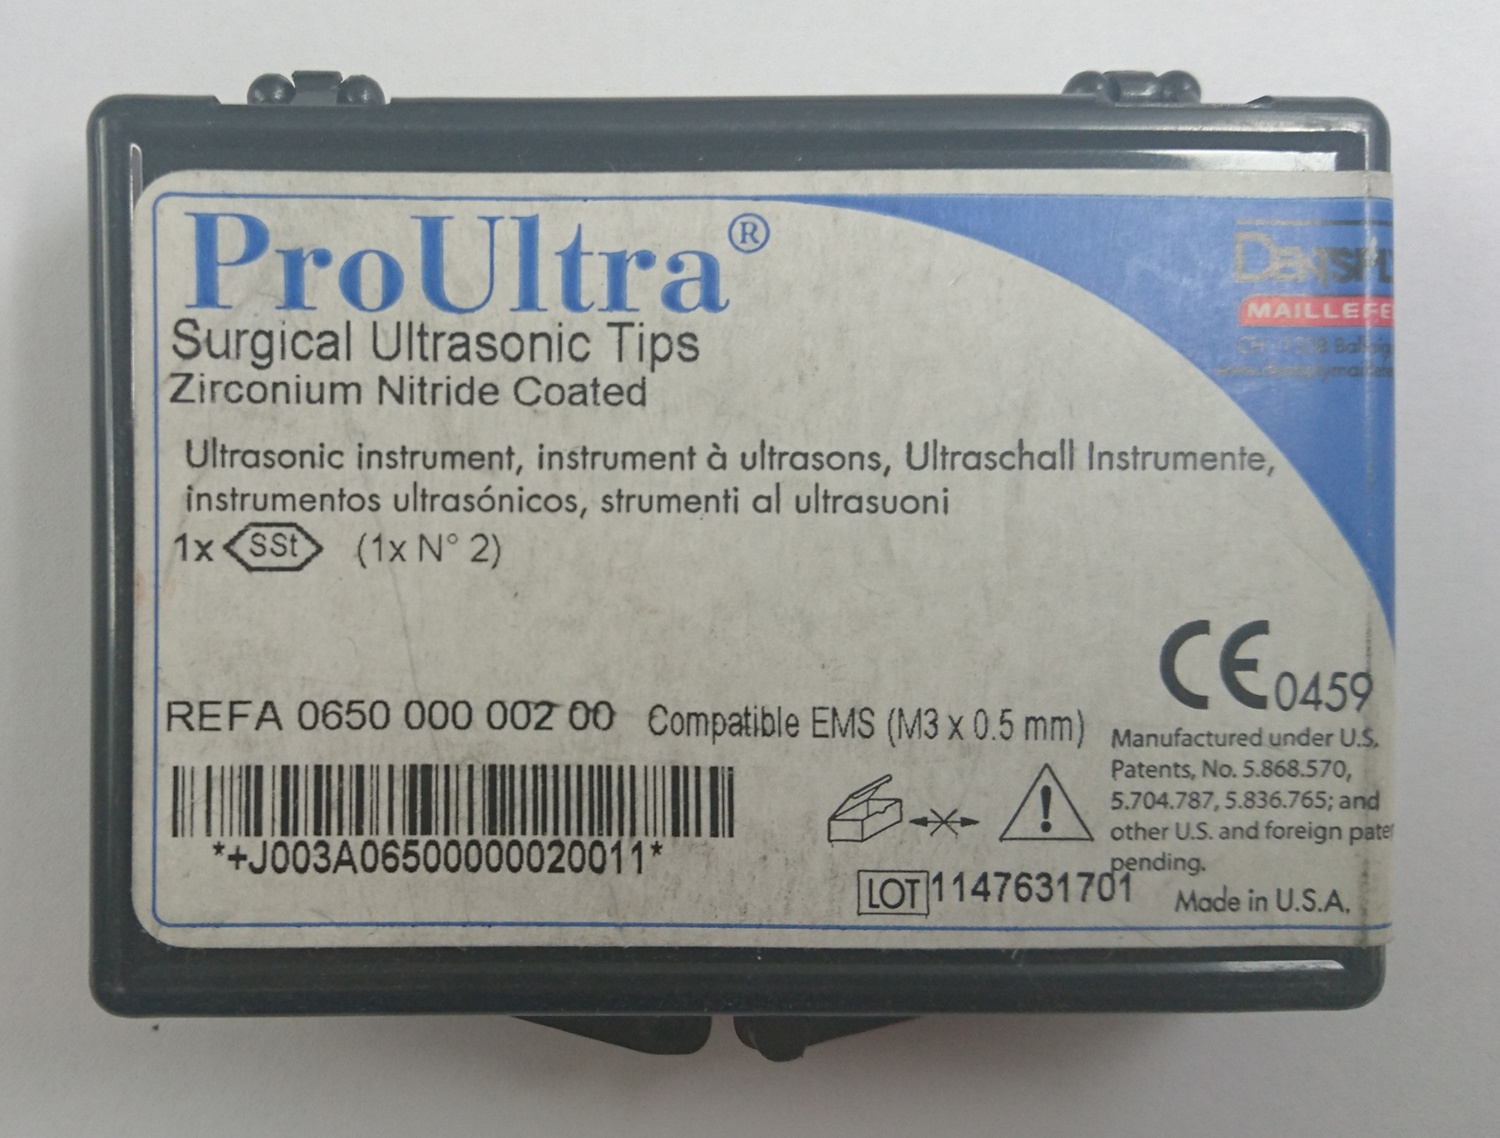 ProUltra®
Surgical Ultrasonic Tips
Zirconium Nitride Coated
DENTSPL
MAILLEFE
Ultrasonic instrument, instrument à ultrasons, Ultraschall Instrumente,
instrumentos ultrasónicos, strumenti al ultrasuoni
1x SSt (1x N° 2)
CE 0459
REFA 0650 000 002 00 Compatible EMS (M3 x 0.5 mm)
Manufactured under U.S.
Patents, No. 5.868.570,
5.704.787, 5.836.765; and
other U.S. and foreign pate
pending.
*+J003A06500000020011*
LOT 1147631701
Made in U.S.A.